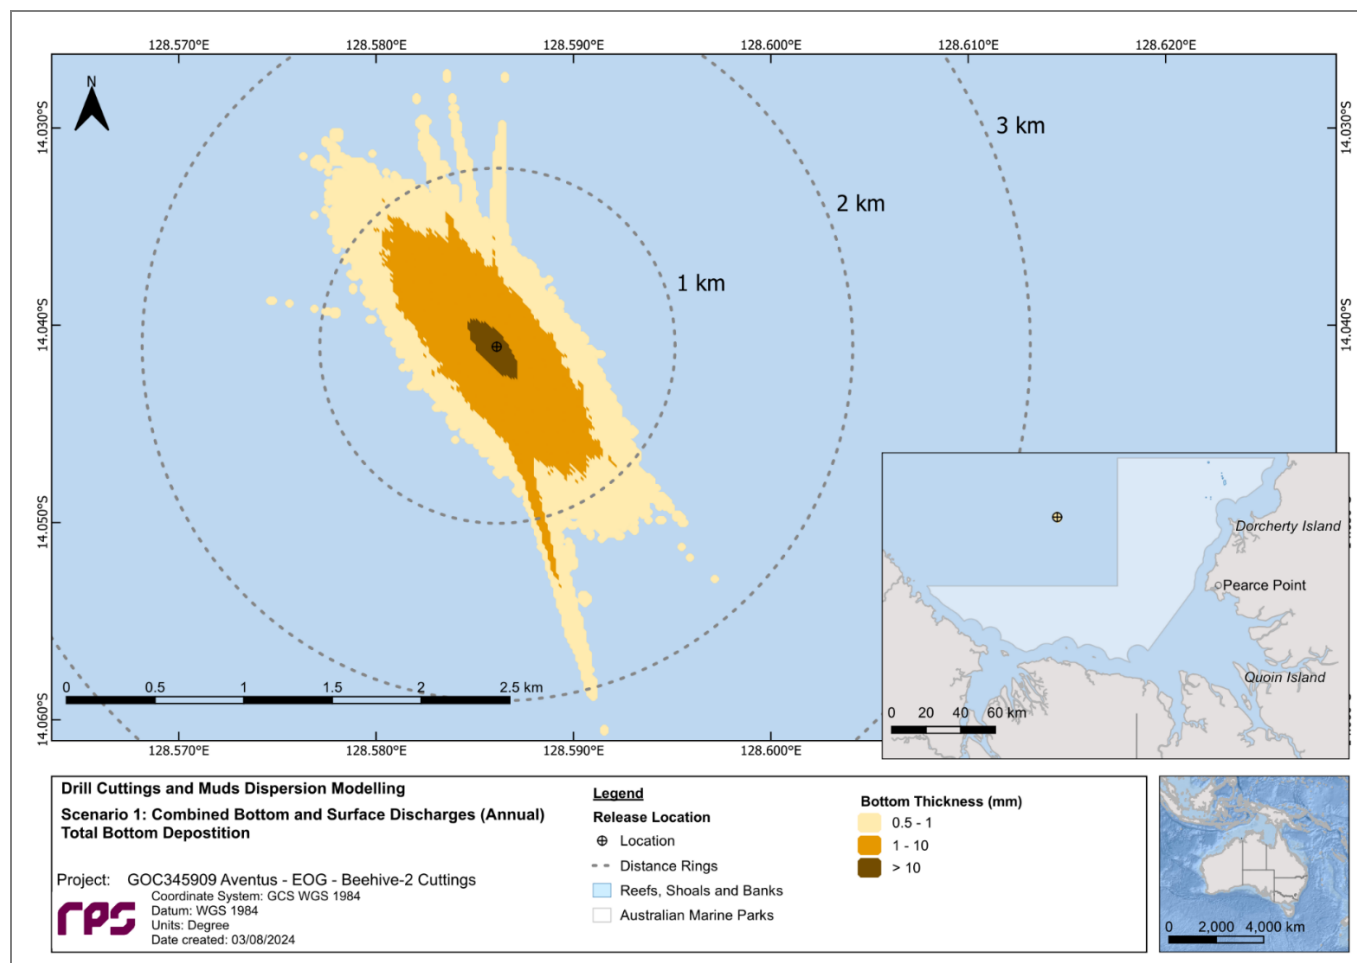 128.570°E 128.580°E 128.590°E 128.600°E 128.610°E 128.620°E
N
14.030°S
14.030°S
3 km
2 km
1 km
14.040°S
14.040°S
14.050°S
14.060°S
0 0.5 1 1.5 2 2.5 km
128.570°E 128.580°E 128.590°E 128.600°E
Dorcherty Island
Pearce Point
Quoin Island
0 20 40 60 km
Drill Cuttings and Muds Dispersion Modelling
Scenario 1: Combined Bottom and Surface Discharges (Annual)
Total Bottom Depostition
Project: GOC345909 Aventus - EOG - Beehive-2 Cuttings
rps
Coordinate System: GCS WGS 1984
Datum: WGS 1984
Units: Degree
Date created: 03/08/2024
Legend
Release Location
Location
Distance Rings
Reefs, Shoals and Banks
Australian Marine Parks
Bottom Thickness (mm)
0.5 - 1
1 - 10
> 10
0 2,000 4,000 km